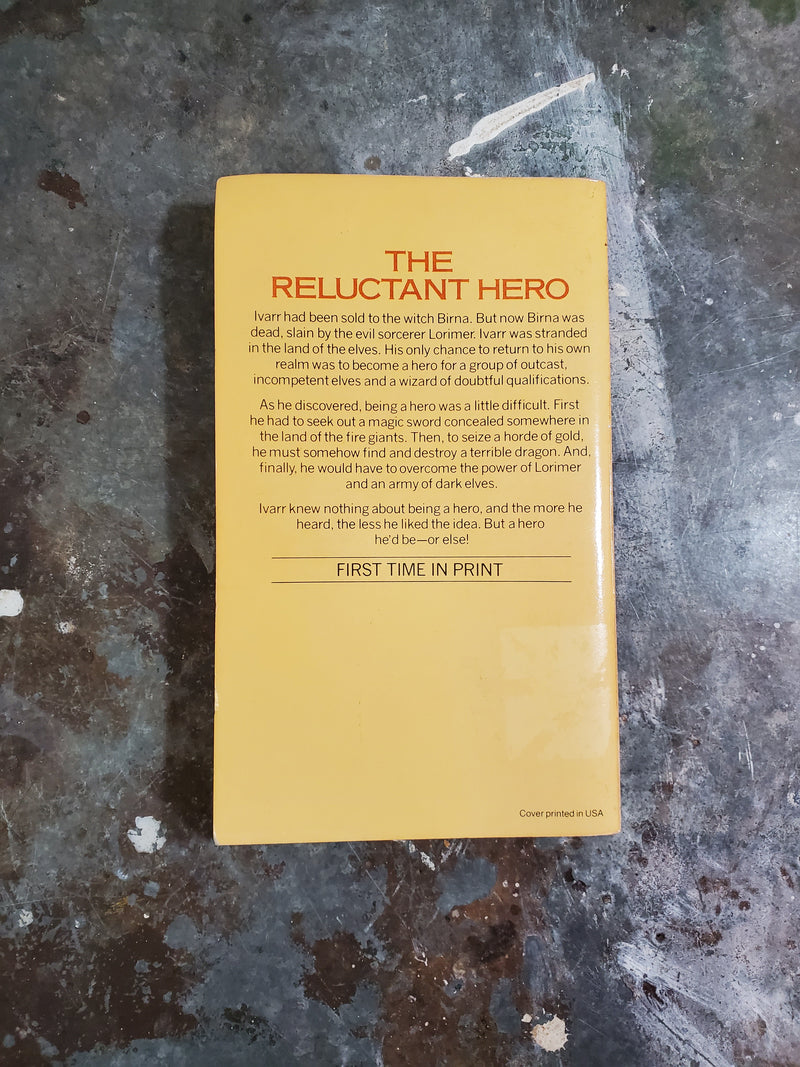 THE
RELUCTANT HERO
Ivarr had been sold to the witch Birna. But now Birna was
dead, slain by the evil sorcerer Lorimer. Ivarr was stranded
in the land of the elves. His only chance to return to his own
realm was to become a hero for a group of outcast,
incompetent elves and a wizard of doubtful qualifications.
As he discovered, being a hero was a little difficult. First
he had to seek out a magic sword concealed somewhere in
the land of the fire giants. Then, to seize a horde of gold,
he must somehow find and destroy a terrible dragon. And,
finally, he would have to overcome the power of Lorimer
and an army of dark elves.
Ivarr knew nothing about being a hero, and the more he
heard, the less he liked the idea. But a hero
he'd be—or else!
FIRST TIME IN PRINT
Cover printed in USA